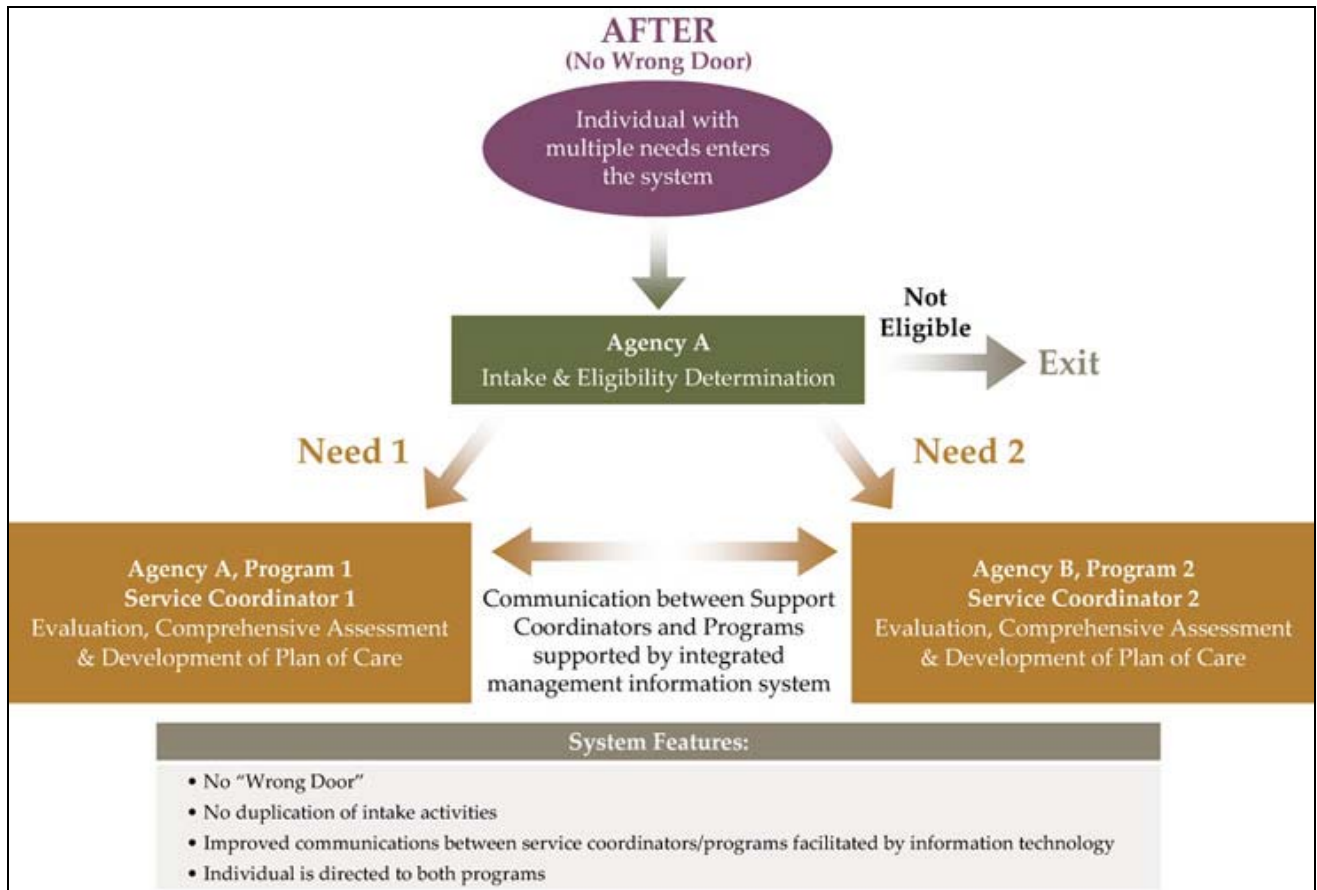 AFTER
(No Wrong Door)
Individual with
multiple needs enters
the system
Not
Eligible
Exit
Agency A
Intake & Eligibility Determination
Need 1
Need 2
Agency A, Program 1
Service Coordinator 1
Evaluation, Comprehensive Assessment
& Development of Plan of Care
Communication between Support
Coordinators and Programs
supported by integrated
management information system
Agency B, Program 2
Service Coordinator 2
Evaluation, Comprehensive Assessment
& Development of Plan of Care
System Features:
• No “Wrong Door”
• No duplication of intake activities
• Improved communications between service coordinators/programs facilitated by information technology
• Individual is directed to both programs